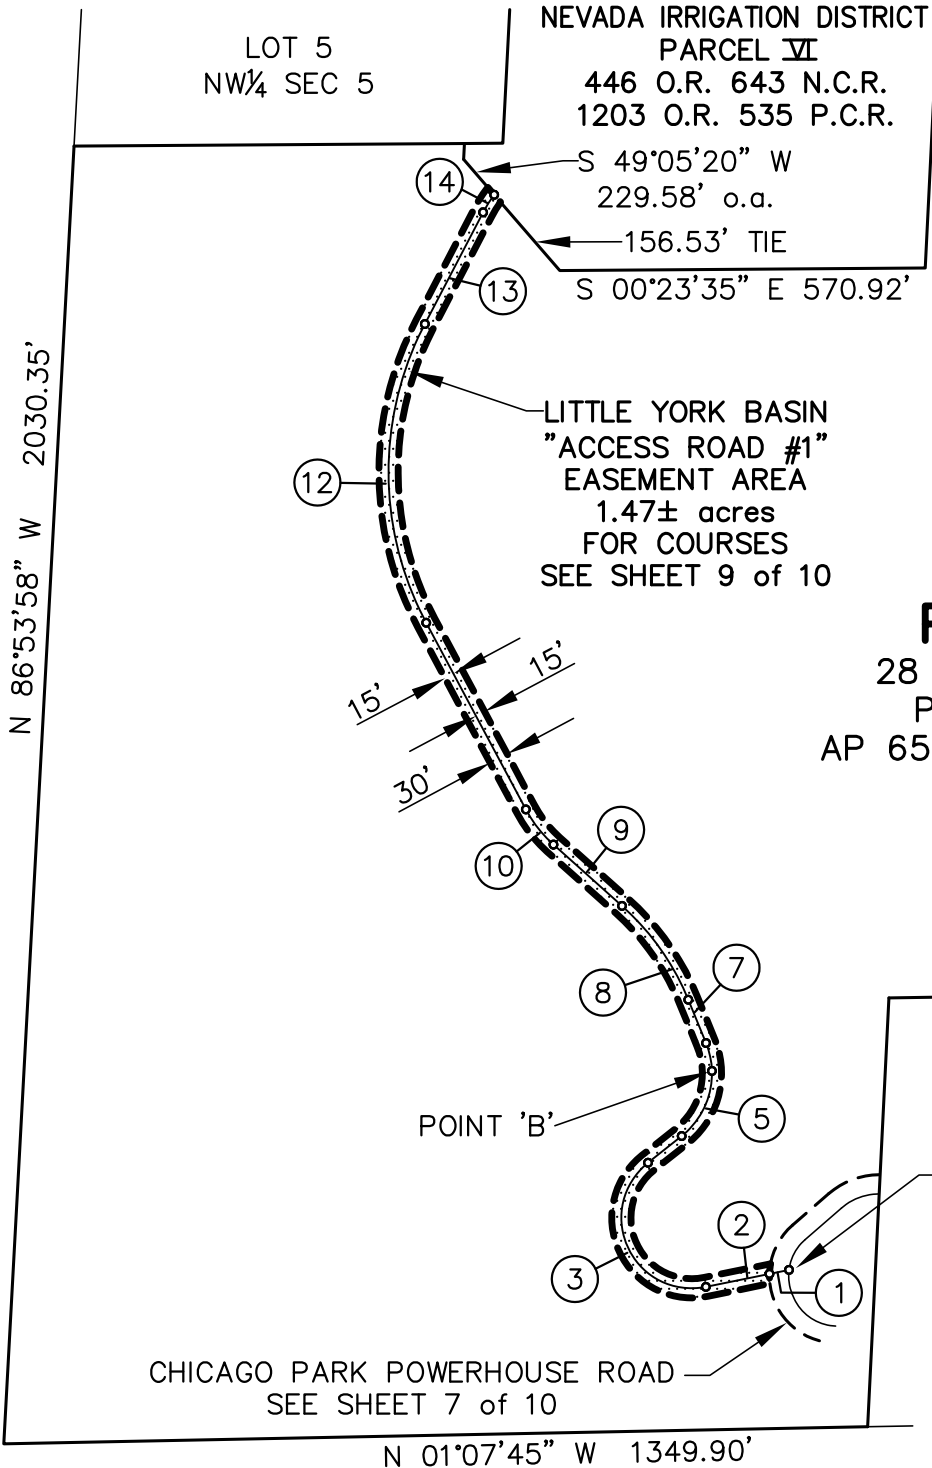 NEVADA IRRIGATION DISTRICT
PARCEL VI
446 O.R. 643 N.C.R.
1203 O.R. 535 P.C.R.
LOT 5
NW¼ SEC 5
S 49°05'20" W
229.58' o.a.
14
156.53' TIE
13
S 00°23'35" E 570.92'
N 86°53'58" W 2030.35'
LITTLE YORK BASIN
"ACCESS ROAD #1"
EASEMENT AREA
1.47± acres
FOR COURSES
SEE SHEET 9 of 10
12
28
P
AP 65
15'
15'
30'
9
10
7
8
POINT 'B'
5
2
3
1
CHICAGO PARK POWERHOUSE ROAD
SEE SHEET 7 of 10
N 01°07'45" W 1349.90'